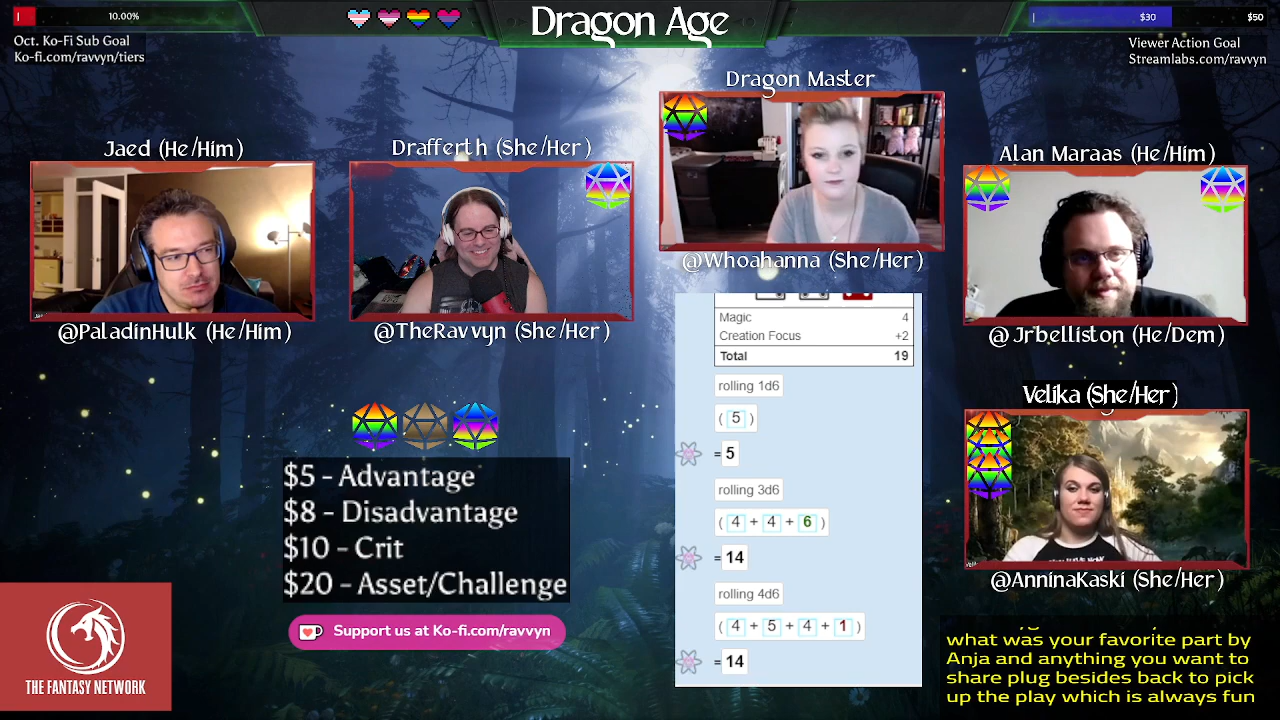 10.00%
Oct. Ko-Fi Sub Goal
Ko-fi.com/ravvyn/tiers
Dragon Age
$30
$50
Viewer Action Goal
Streamlabs.com/ravvyn
Dragon Master
@Whoahanna (She/Her)
Jaed (He/Him)
@PaladinHulk (He/Him)
Drafferth (She/Her)
@TheRavvyn (She/Her)
Alan Maraas (He/Him)
@Jrbelliston (He/Dem)
Velika (She/Her)
@AnninaKaski (She/Her)
Magic 4
Creation Focus +2
Total 19
rolling 1d6
( 5 )
= 5
rolling 3d6
( 4 + 4 + 6 )
= 14
rolling 4d6
( 4 + 5 + 4 + 1 )
= 14
$5 - Advantage
$8 - Disadvantage
$10 - Crit
$20 - Asset/Challenge
Support us at Ko-fi.com/ravvyn
THE FANTASY NETWORK
what was your favorite part by
Anja and anything you want to
share plug besides back to pick
up the play which is always fun